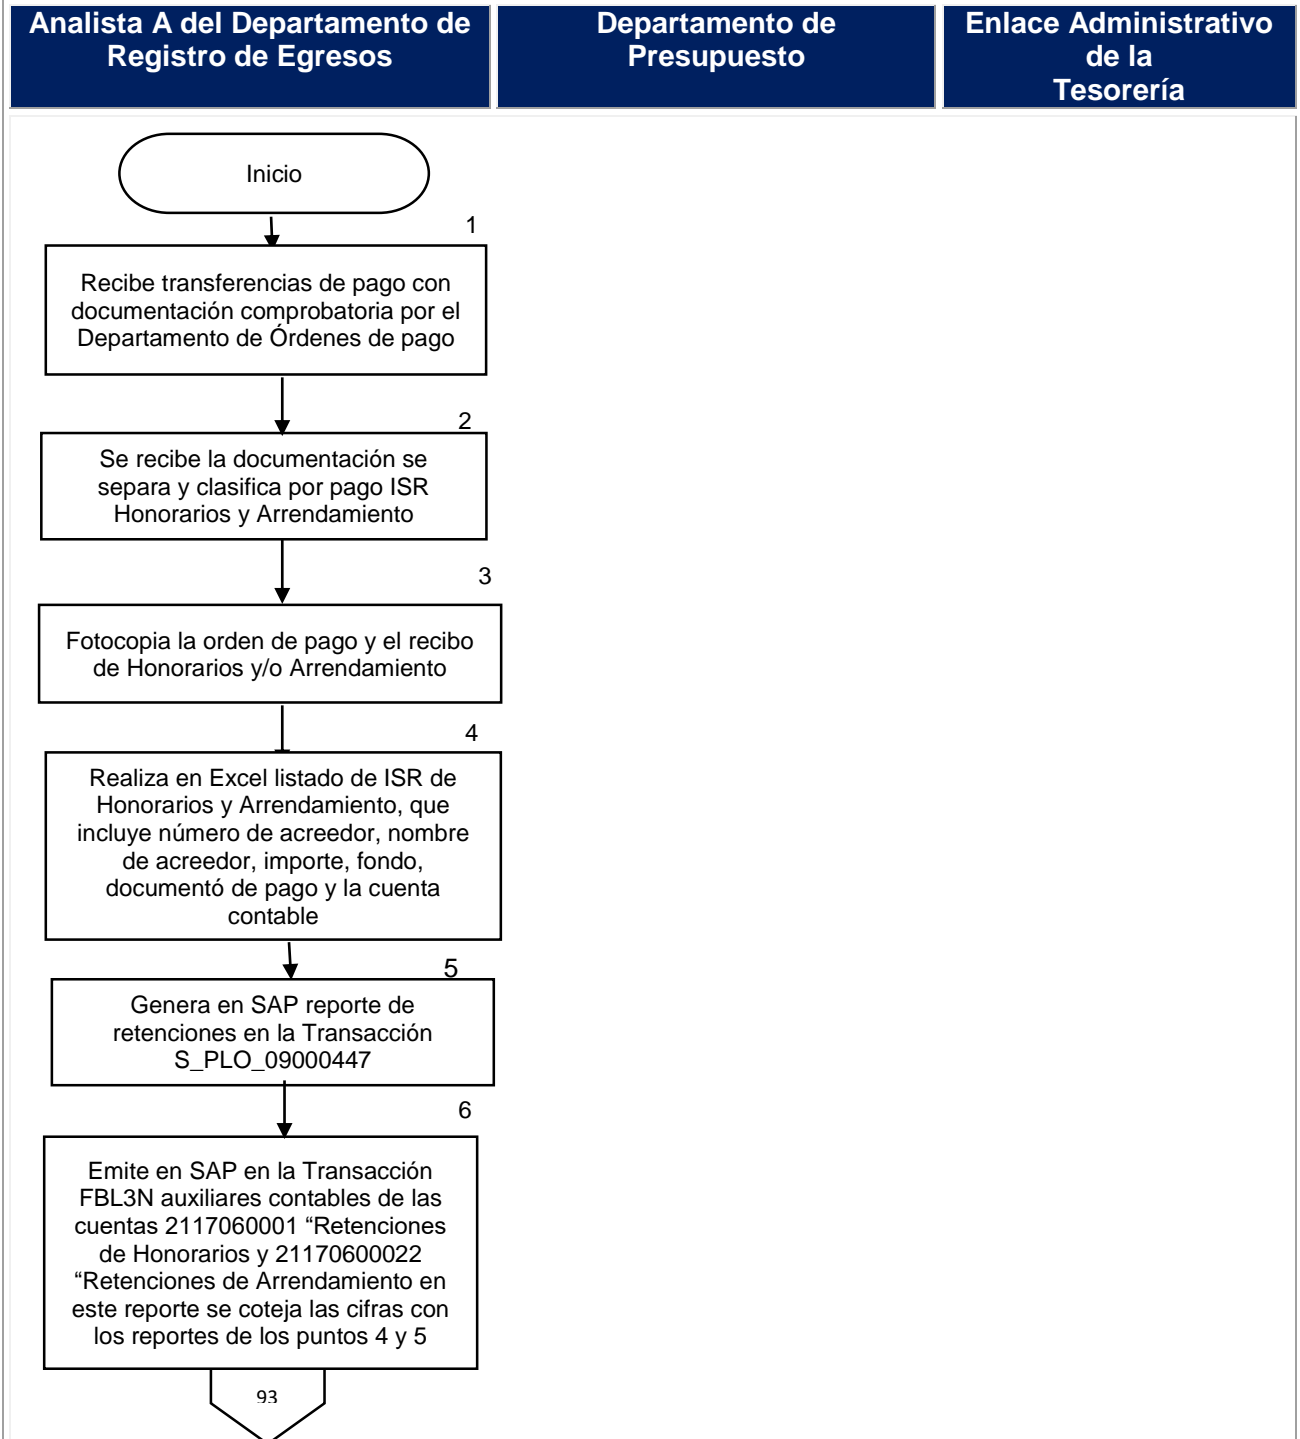 Analista A del Departamento de
Registro de Egresos
Departamento de
Presupuesto
Enlace Administrativo
de la
Tesorería
Inicio
1
Recibe transferencias de pago con
documentación comprobatoria por el
Departamento de Órdenes de pago
2
Se recibe la documentación se
separa y clasifica por pago ISR
Honorarios y Arrendamiento
3
Fotocopia la orden de pago y el recibo
de Honorarios y/o Arrendamiento
4
Realiza en Excel listado de ISR de
Honorarios y Arrendamiento, que
incluye número de acreedor, nombre
de acreedor, importe, fondo,
documentó de pago y la cuenta
contable
5
Genera en SAP reporte de
retenciones en la Transacción
S_PLO_09000447
6
Emite en SAP en la Transacción
FBL3N auxiliares contables de las
cuentas 2117060001 “Retenciones
de Honorarios y 21170600022
“Retenciones de Arrendamiento en
este reporte se coteja las cifras con
los reportes de los puntos 4 y 5
93